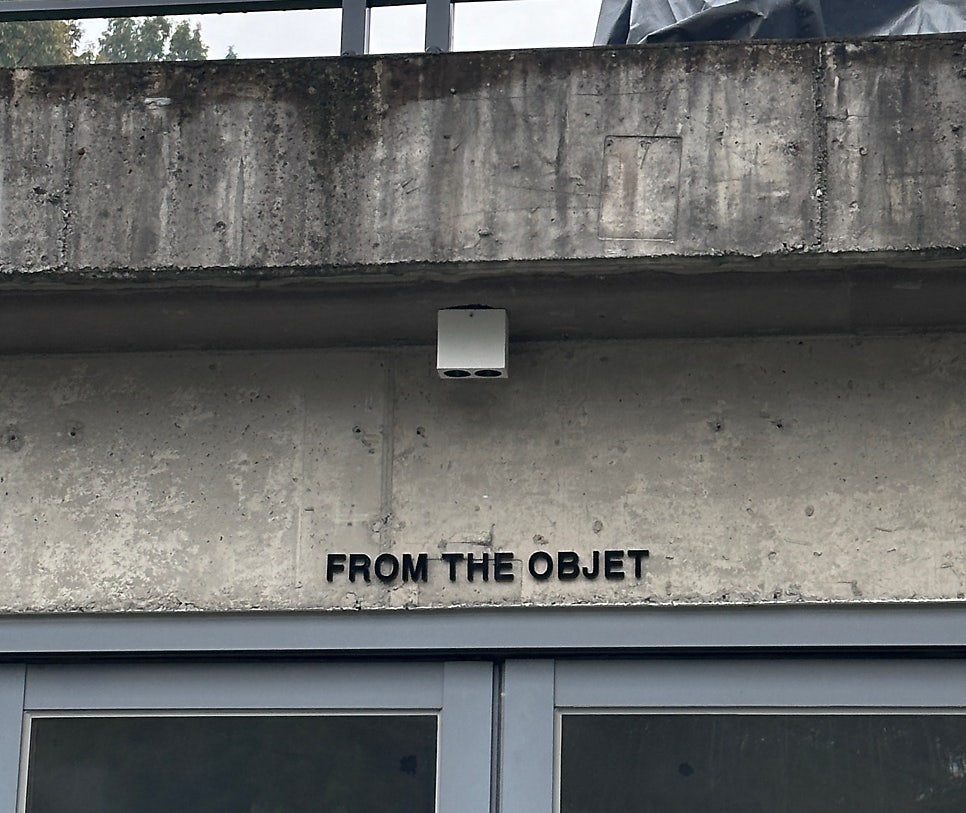 FROM THE OBJET